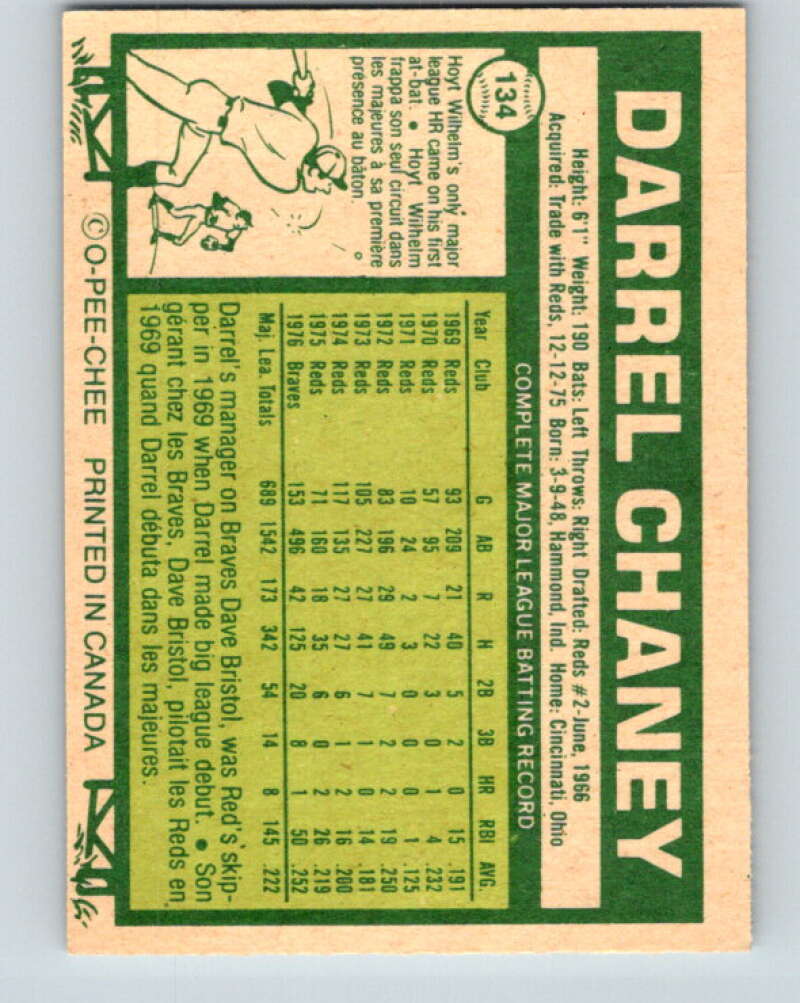 134
DARREL CHANEY
Height: 6'1" Weight: 190 Bats: Left Throws: Right Drafted: Reds #2-June, 1966
Acquired: Trade with Reds, 12-12-75 Born: 3-9-48, Hammond, Ind. Home: Cincinnati, Ohio
COMPLETE MAJOR LEAGUE BATTING RECORD
Year Club G AB R H 2B 3B HR RBI AVG.
1969 Reds 93 209 21 40 5 2 0 15 .191
1970 Reds 57 95 7 22 3 0 1 4 .232
1971 Reds 10 24 2 3 0 0 0 1 .125
1972 Reds 83 196 29 49 7 2 2 19 .250
1973 Reds 105 227 27 41 7 1 0 14 .181
1974 Reds 117 135 27 27 6 1 2 16 .200
1975 Reds 71 160 18 35 6 0 2 26 .219
1976 Braves 153 496 42 125 20 8 1 50 .252
Maj. Lea. Totals 689 1542 173 342 54 14 8 145 .222
Darrel's manager on Braves Dave Bristol, was Red's skip-
per in 1969 when Darrel made big league debut. ● Son
gérant chez les Braves, Dave Bristol, pilotait les Reds en
1969 quand Darrel débuta dans les majeures.
Hoyt Wilhelm's only major
league HR came on his first
at-bat. ● Hoyt Wilhelm
frappa son seul circuit dans
les majeures à sa première
présence au bâton.
© O-PEE-CHEE PRINTED IN CANADA